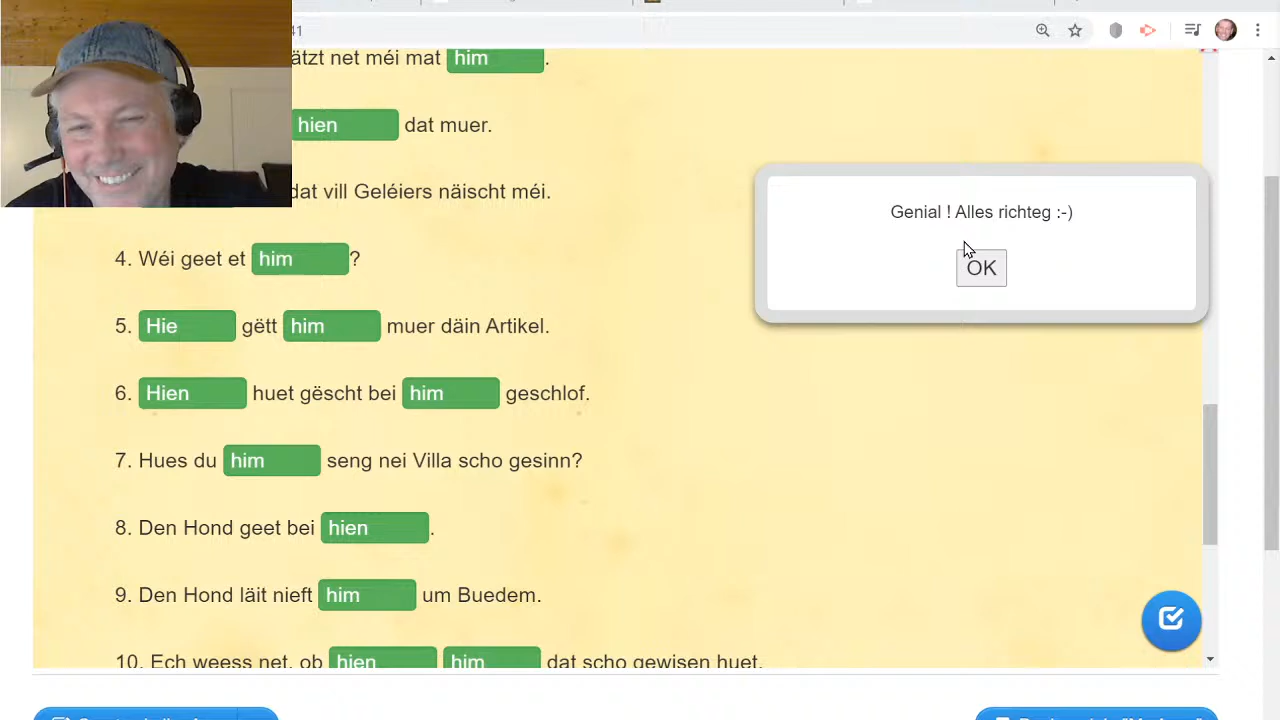 41
ätzt net méi mat him .
hien dat muer.
dat vill Geléiers näischt méi.
4. Wéi geet et him ?
5. Hie gëtt him muer däin Artikel.
6. Hien huet gëscht bei him geschlof.
7. Hues du him seng nei Villa scho gesinn?
8. Den Hond geet bei hien .
9. Den Hond läit nieft him um Buedem.
10. Ech weess net, ob hien him dat scho gewisen huet.
Genial ! Alles richteg :-)
OK